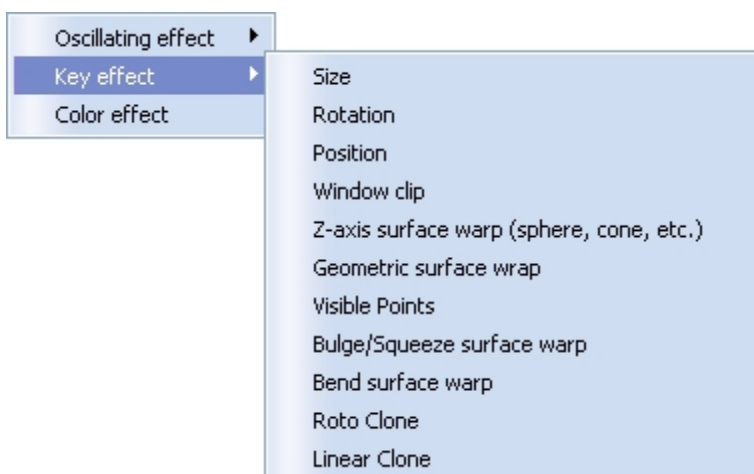 Oscillating effect
Key effect
Color effect
Size
Rotation
Position
Window clip
Z-axis surface warp (sphere, cone, etc.)
Geometric surface wrap
Visible Points
Bulge/Squeeze surface warp
Bend surface warp
Roto Clone
Linear Clone